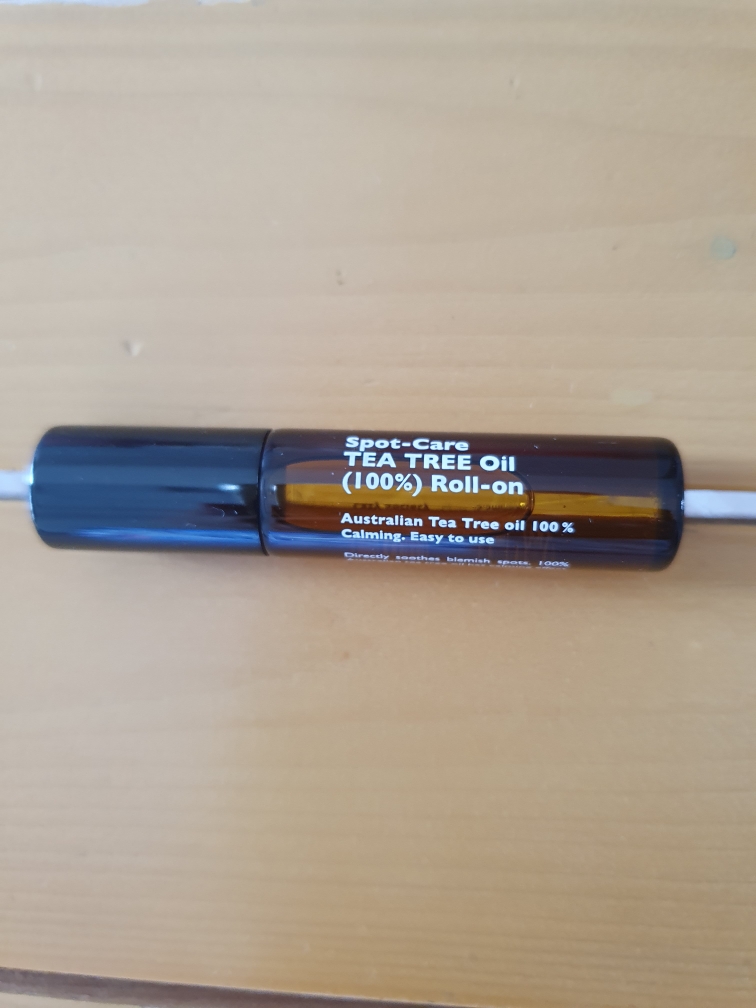 Spot-Care
TEA TREE Oil
(100%) Roll-on
Australian Tea Tree oil 100 %
Calming. Easy to use
Directly soothes blemish spots. 100%